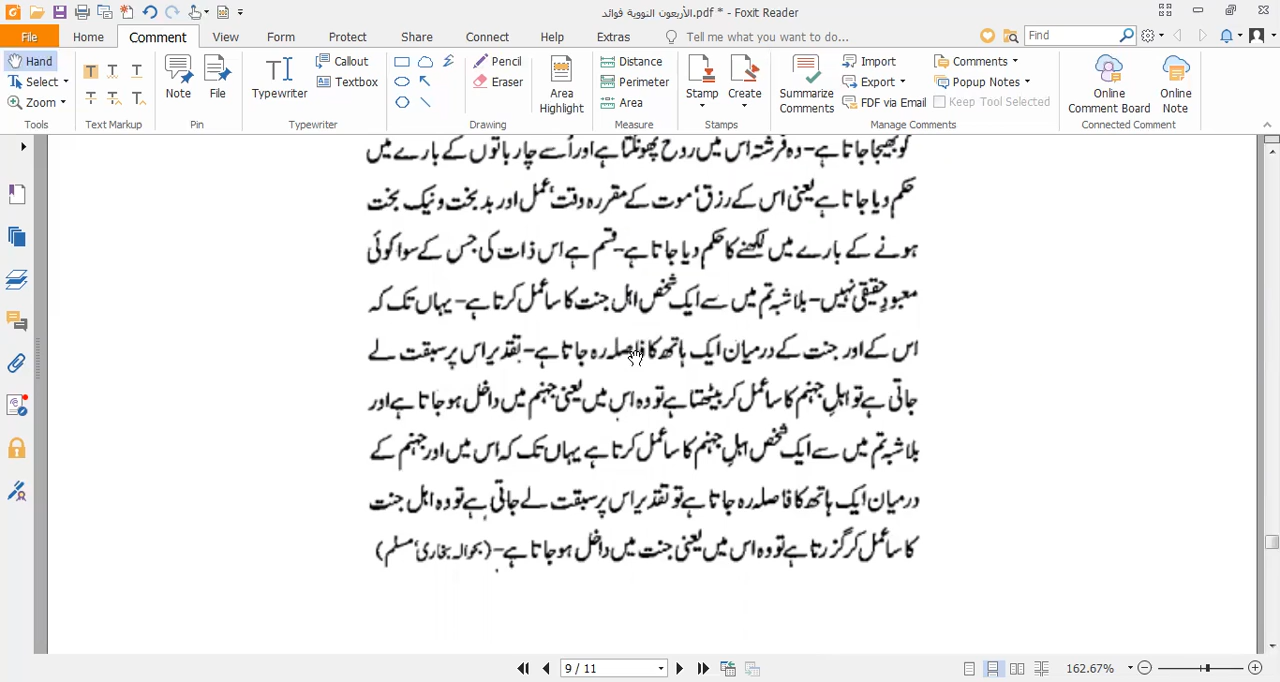 الأربعون النووية فوائد.pdf * - Foxit Reader
File Home Comment View Form Protect Share Connect Help Extras Tell me what you want to do... Find
Hand Select Zoom
Tools
Text Markup
Note File
Pin
Typewriter Callout Textbox
Typewriter
Pencil Eraser
Drawing
Area Highlight
Distance Perimeter Area
Measure
Stamp Create
Stamps
Summarize Comments
Import Export FDF via Email
Comments Popup Notes Keep Tool Selected
Manage Comments
Online Comment Board
Online Note
Connected Comment
کو بھیجا جاتا ہے- وہ فرشتہ اس میں روح پھونکتا ہے اور اُسے چار باتوں کے بارے میں
حکم دیا جاتا ہے یعنی اس کے رزق' موت کے مقررہ وقت' عمل اور بدبخت و نیک بخت
ہونے کے بارے میں لکھنے کا حکم دیا جاتا ہے- قسم ہے اس ذات کی جس کے سوا کوئی
معبودِ حقیقی نہیں- بلاشبہ تم میں سے ایک شخص اہل جنت کا سا عمل کرتا ہے- یہاں تک کہ
اس کے اور جنت کے درمیان ایک ہاتھ کا فاصلہ رہ جاتا ہے- تقدیر اس پر سبقت لے
جاتی ہے تو اہلِ جہنم کا سا عمل کر بیٹھتا ہے تو وہ اس میں یعنی جہنم میں داخل ہو جاتا ہے اور
بلاشبہ تم میں سے ایک شخص اہلِ جہنم کا سا عمل کرتا ہے یہاں تک کہ اس میں اور جہنم کے
درمیان ایک ہاتھ کا فاصلہ رہ جاتا ہے تو تقدیر اس پر سبقت لے جاتی ہے تو وہ اہل جنت
کا سا عمل کر گزرتا ہے تو وہ اس میں یعنی جنت میں داخل ہو جاتا ہے- (بحوالہ بخاری' مسلم)
9 / 11 162.67%